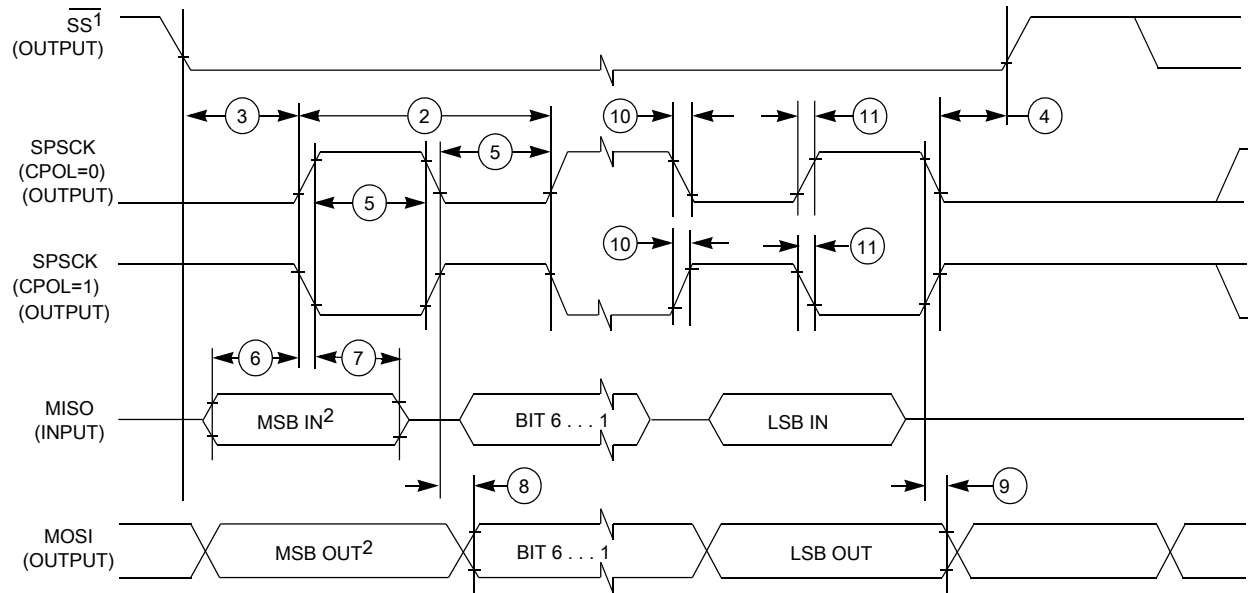 SS1
(OUTPUT)
3
2
10
11
4
SPSCK
(CPOL=0)
(OUTPUT)
5
5
SPSCK
(CPOL=1)
(OUTPUT)
10
11
6
7
MISO
(INPUT)
MSB IN2
BIT 6 . . . 1
LSB IN
8
9
MOSI
(OUTPUT)
MSB OUT2
BIT 6 . . . 1
LSB OUT